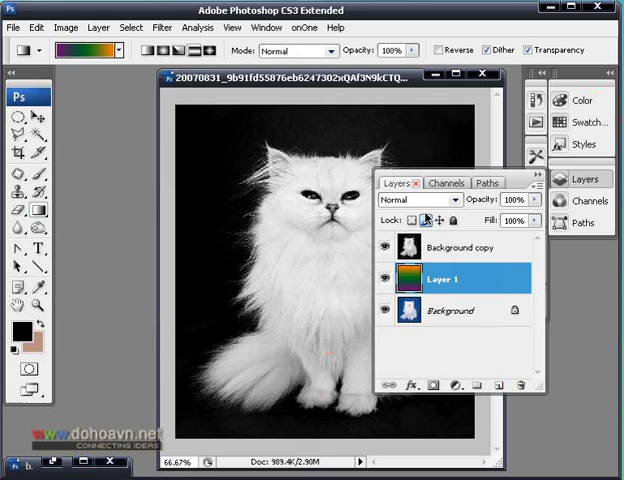 Adobe Photoshop CS3 Extended
File Edit Image Layer Select Filter Analysis View Window onOne Help
Mode: Normal Opacity: 100% Reverse Dither Transparency
20070831_9b91fd55876eb6247302xQAf3N9kCTQ...
Ps
Color
Swatch...
Styles
Layers
Channels
Paths
Layers Channels Paths
Normal Opacity: 100%
Lock: Fill: 100%
Background copy
Layer 1
Background
www.dohoavn.net
CONNECTING IDEAS
66.67% Doc: 989.4K/2.90M
Ps b.